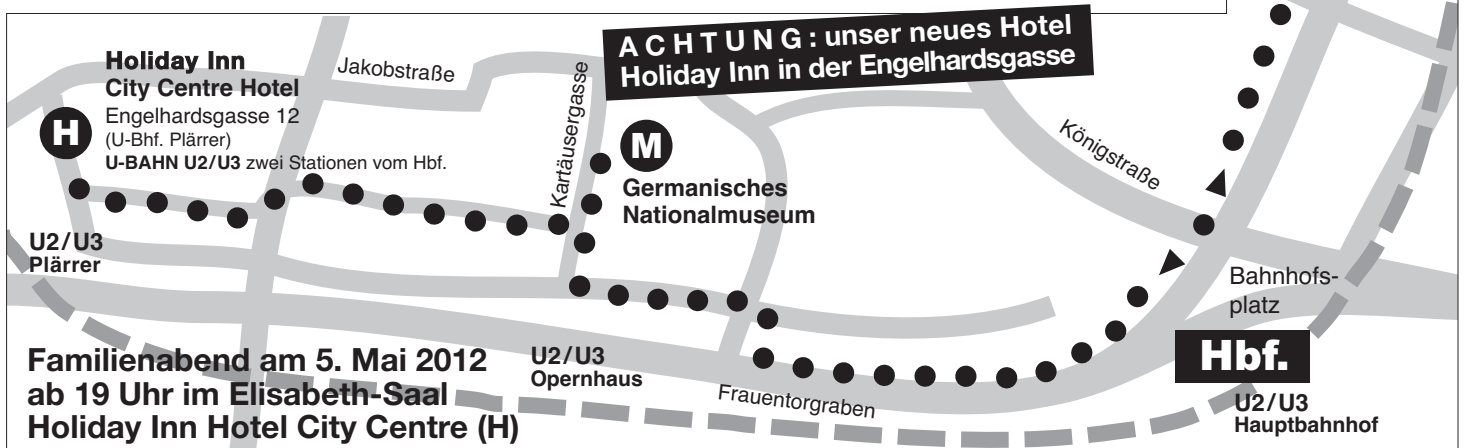 A C H T U N G : unser neues Hotel
Holiday Inn in der Engelhardsgasse
Holiday Inn
City Centre Hotel
Engelhardsgasse 12
(U-Bhf. Plärrer)
U-BAHN U2/U3 zwei Stationen vom Hbf.
H
Jakobstraße
Kartäusergasse
M
Germanisches
Nationalmuseum
Königstraße
U2/U3
Plärrer
Bahnhofs-
platz
Hbf.
U2/U3
Hauptbahnhof
U2/U3
Opernhaus
Frauentorgraben
Familienabend am 5. Mai 2012
ab 19 Uhr im Elisabeth-Saal
Holiday Inn Hotel City Centre (H)